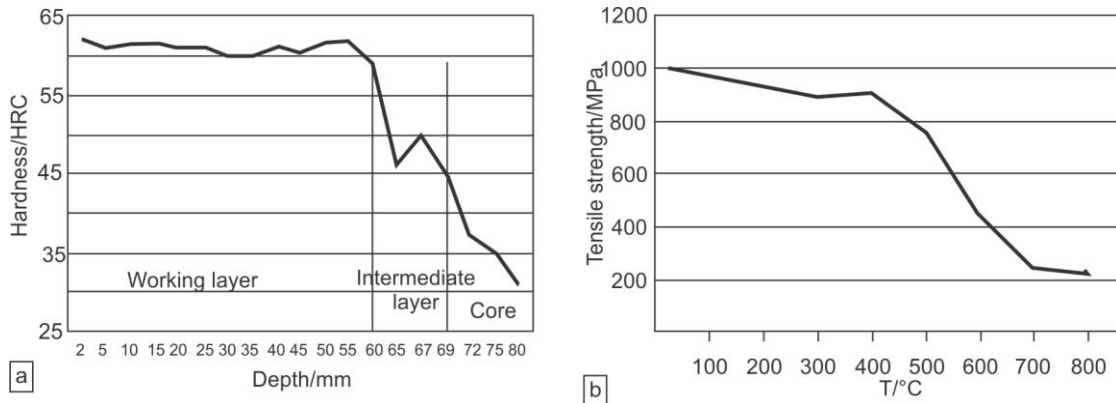 65
55
45
35
25
Hardness/HRC
Working layer
Intermediate
layer
Core
2 5 10 15 20 25 30 35 40 45 50 55 60 65 67 69 72 75 80
Depth/mm
a
1200
1000
800
600
400
200
Tensile strength/MPa
100 200 300 400 500 600 700 800
T/°C
b